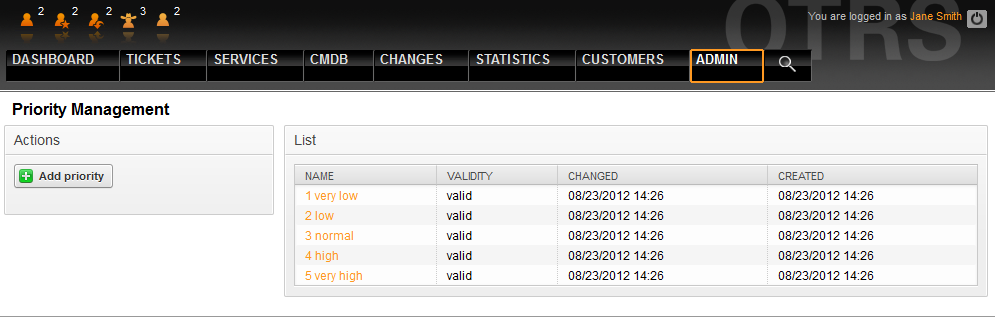 2 2 2 3 2
You are logged in as Jane Smith
OTRS
DASHBOARD TICKETS SERVICES CMDB CHANGES STATISTICS CUSTOMERS ADMIN
Priority Management
Actions
Add priority
List
NAME VALIDITY CHANGED CREATED
1 very low valid 08/23/2012 14:26 08/23/2012 14:26
2 low valid 08/23/2012 14:26 08/23/2012 14:26
3 normal valid 08/23/2012 14:26 08/23/2012 14:26
4 high valid 08/23/2012 14:26 08/23/2012 14:26
5 very high valid 08/23/2012 14:26 08/23/2012 14:26